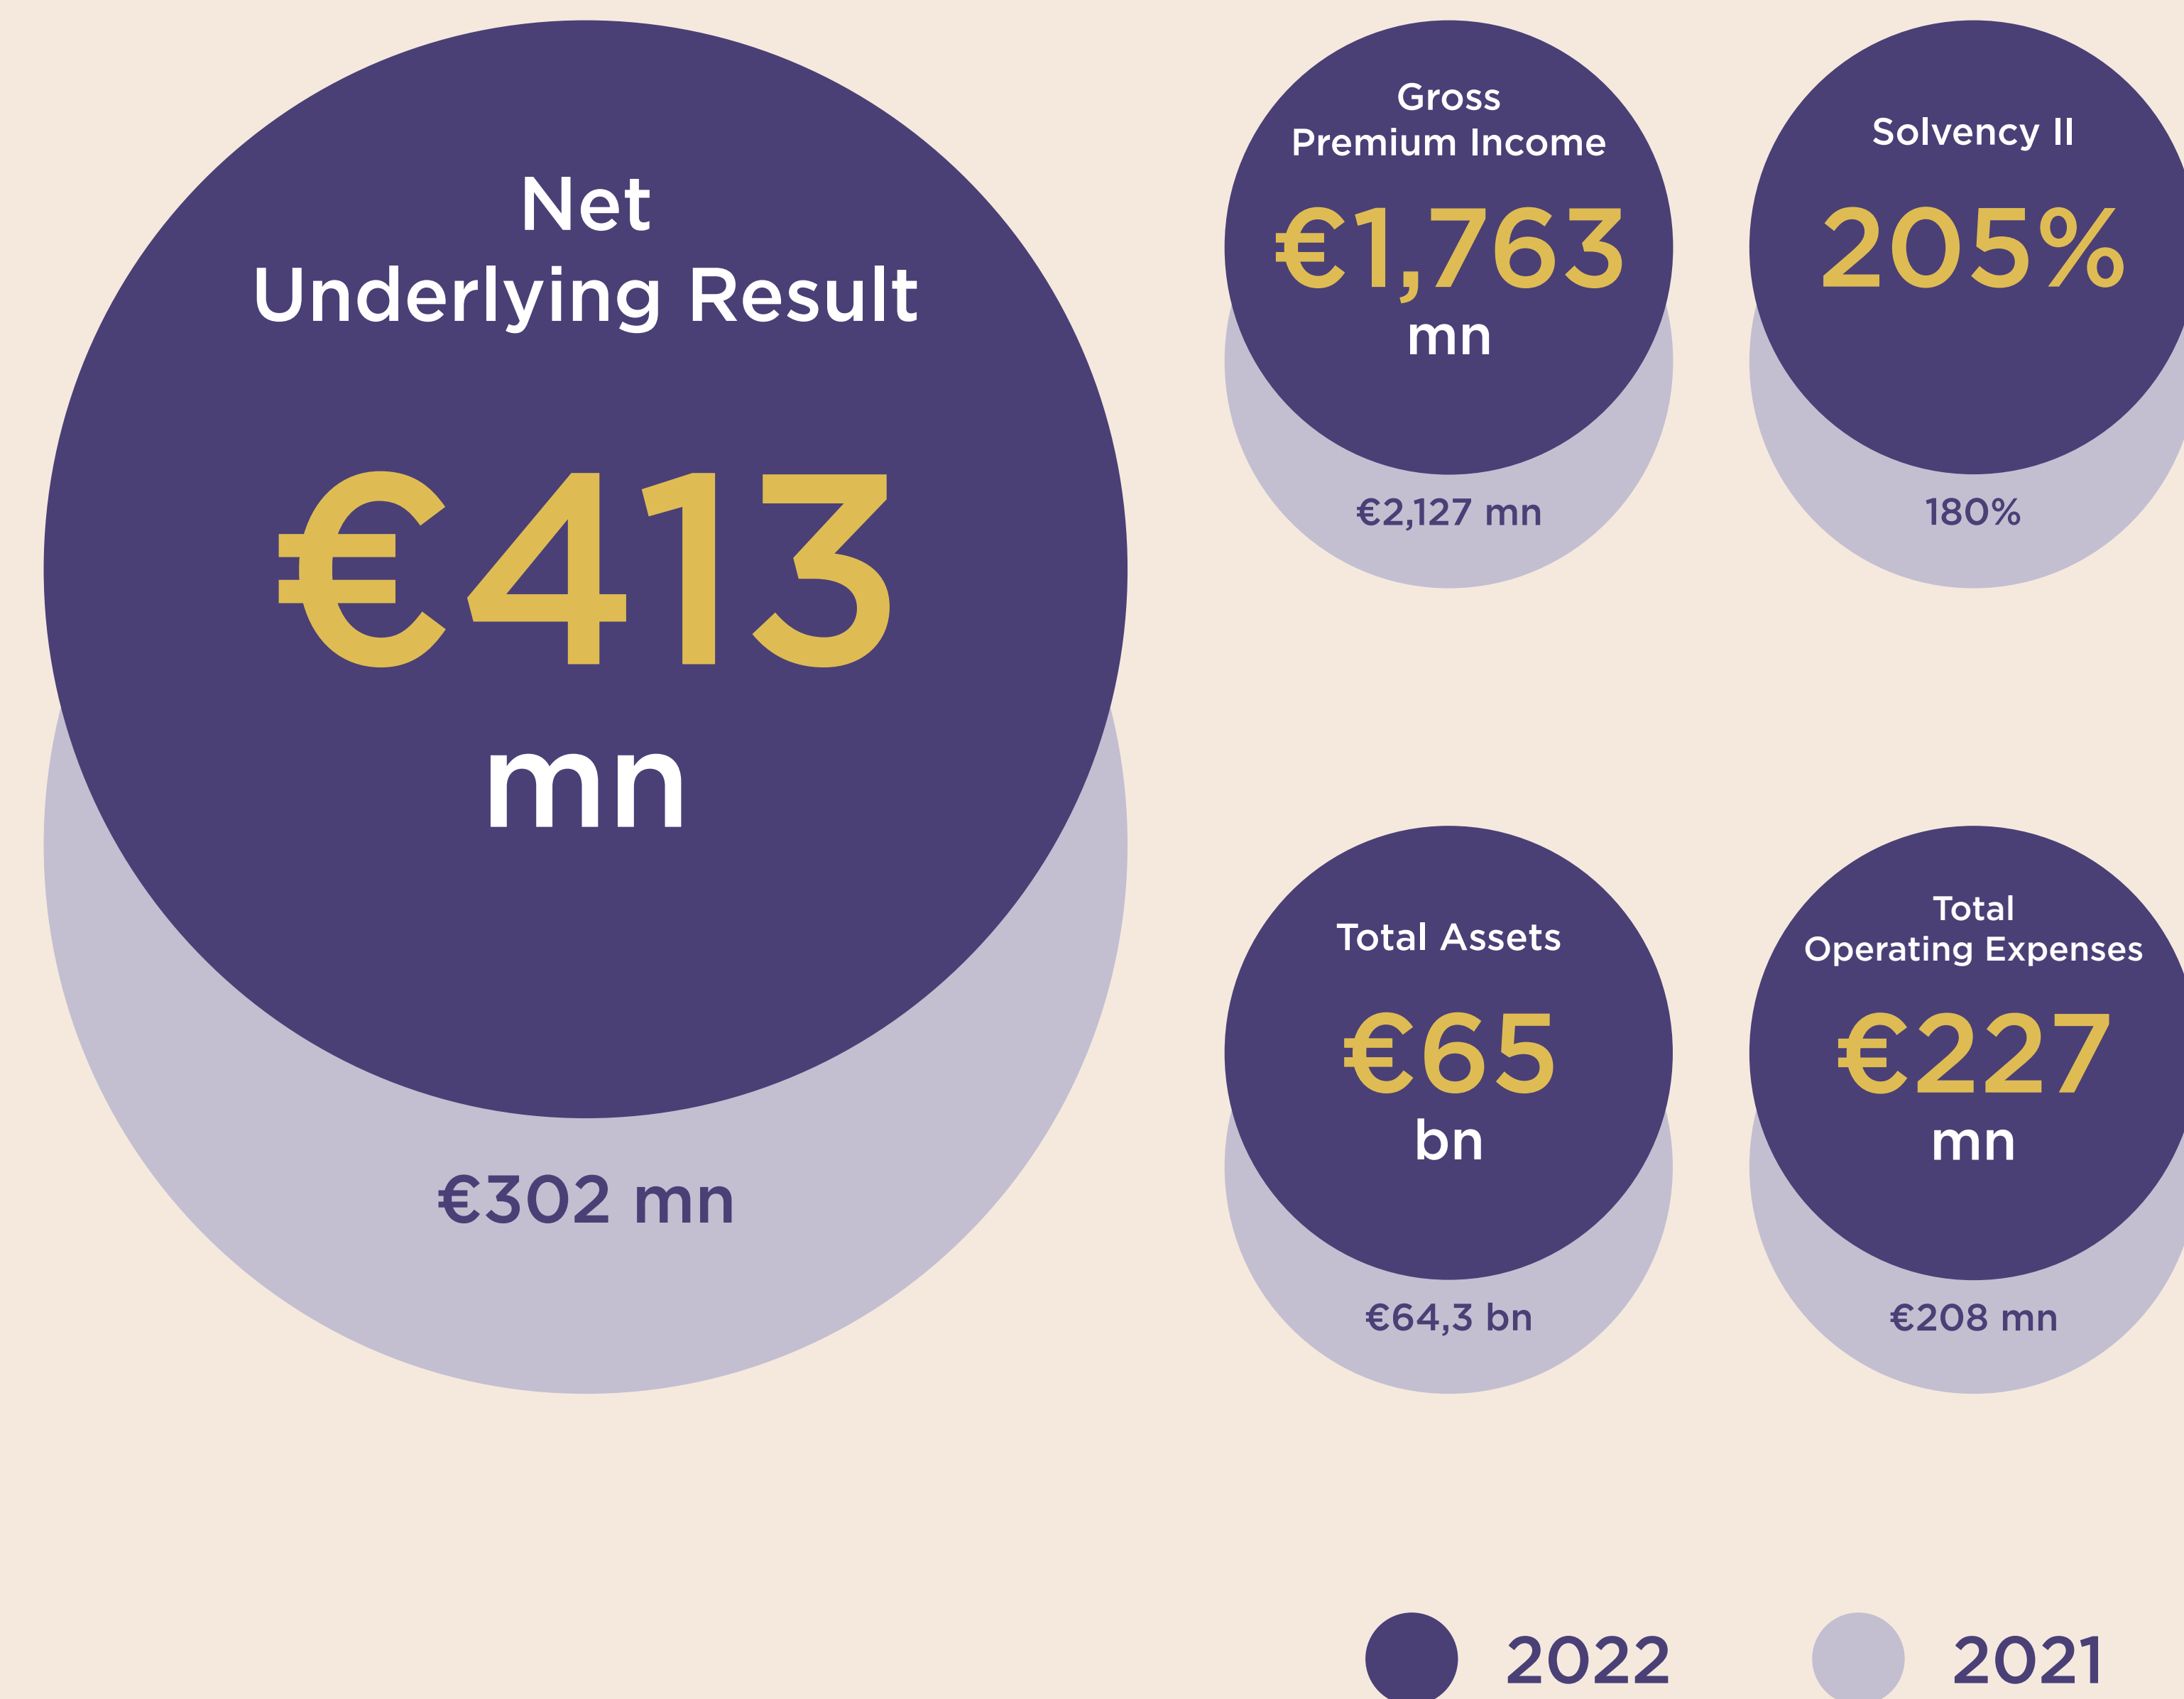 Net
Underlying Result
€413
mn
€302 mn
Gross
Premium Income
€1,763
mn
€2,127 mn
Solvency II
205%
180%
Total Assets
€65
bn
€64,3 bn
Total
Operating Expenses
€227
mn
€208 mn
2022
2021